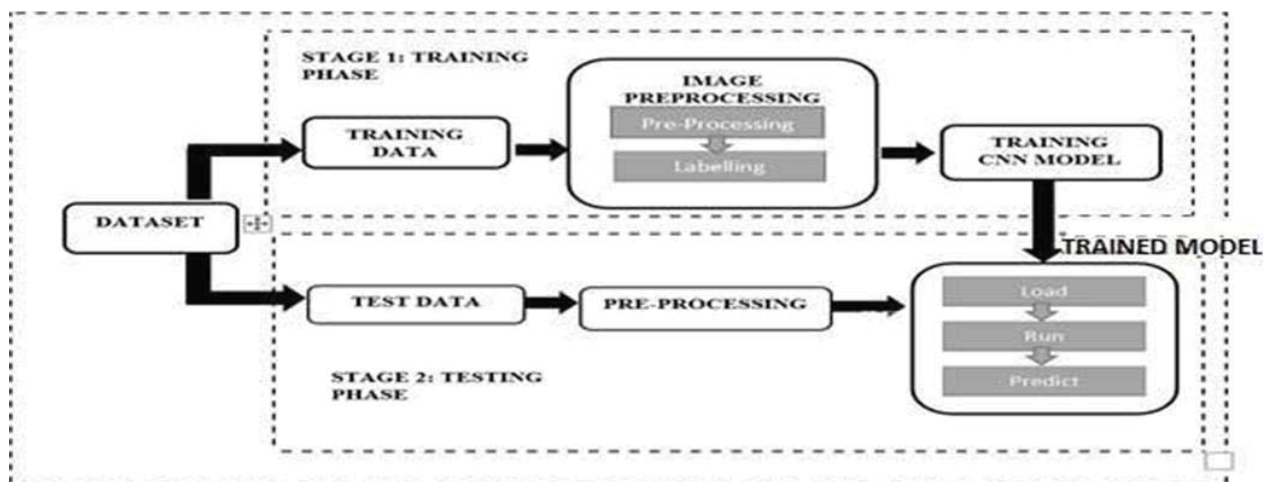 STAGE 1: TRAINING
PHASE
IMAGE
PREPROCESSING
Pre-Processing
Labelling
TRAINING
DATA
TRAINING
CNN MODEL
DATASET
TRAINED MODEL
TEST DATA
PRE-PROCESSING
Load
Run
Predict
STAGE 2: TESTING
PHASE